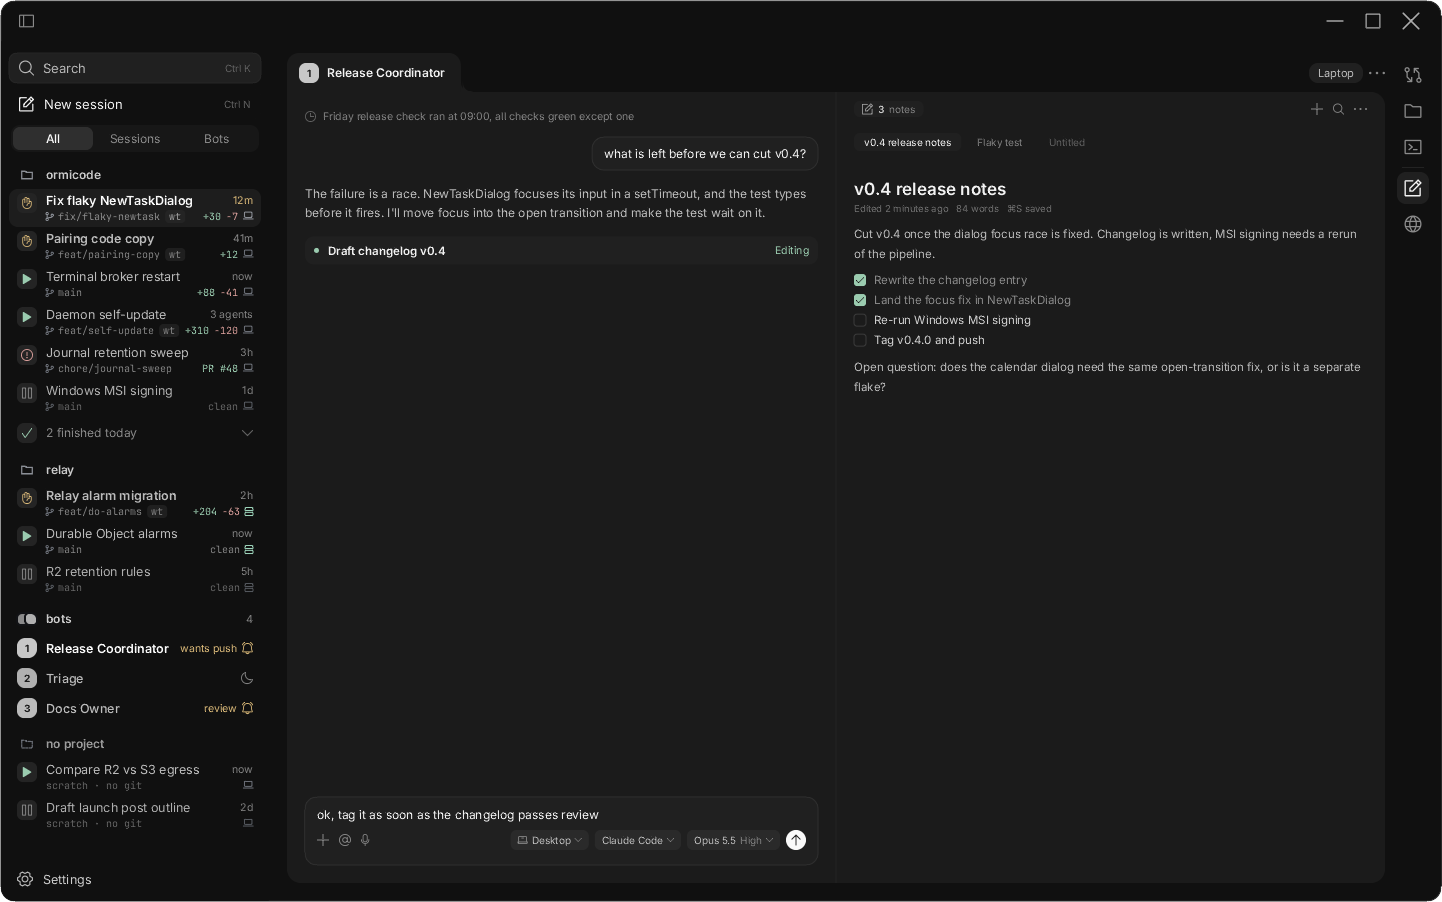 Search Ctrl K
New session Ctrl N
All Sessions Bots
ormicode
Fix flaky NewTaskDialog 12m
fix/flaky-newtask wt +30 -7
Pairing code copy 41m
feat/pairing-copy wt +12
Terminal broker restart now
main +88 -41
Daemon self-update 3 agents
feat/self-update wt +310 -120
Journal retention sweep 3h
chore/journal-sweep PR #48
Windows MSI signing 1d
main clean
2 finished today
relay
Relay alarm migration 2h
feat/do-alarms wt +204 -63
Durable Object alarms now
main clean
R2 retention rules 5h
main clean
bots 4
1 Release Coordinator wants push
2 Triage
3 Docs Owner review
no project
Compare R2 vs S3 egress now
scratch · no git
Draft launch post outline 2d
scratch · no git
Settings
1 Release Coordinator
Laptop
Friday release check ran at 09:00, all checks green except one
what is left before we can cut v0.4?
The failure is a race. NewTaskDialog focuses its input in a setTimeout, and the test types
before it fires. I'll move focus into the open transition and make the test wait on it.
Draft changelog v0.4 Editing
ok, tag it as soon as the changelog passes review
Desktop Claude Code Opus 5.5 High
3 notes
v0.4 release notes Flaky test Untitled
v0.4 release notes
Edited 2 minutes ago 84 words ⌘S saved
Cut v0.4 once the dialog focus race is fixed. Changelog is written, MSI signing needs a rerun
of the pipeline.
Rewrite the changelog entry
Land the focus fix in NewTaskDialog
Re-run Windows MSI signing
Tag v0.4.0 and push
Open question: does the calendar dialog need the same open-transition fix, or is it a separate
flake?